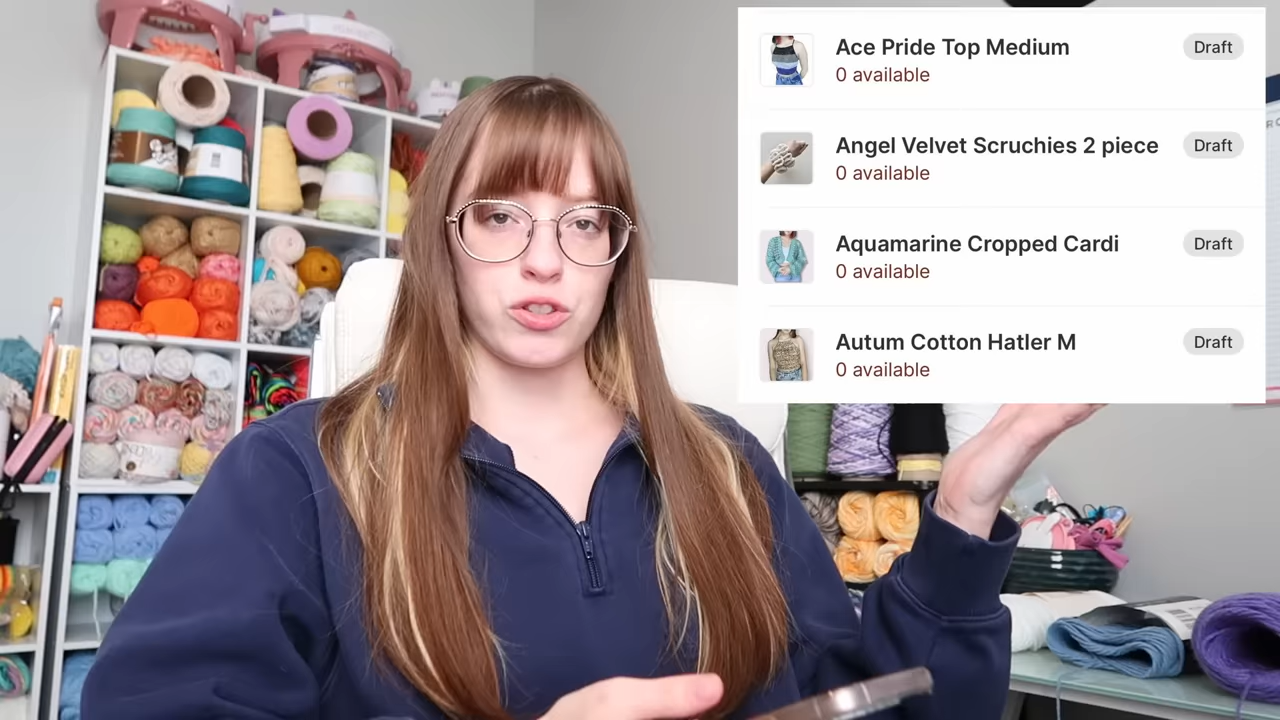 Ace Pride Top Medium
Draft
0 available
Angel Velvet Scruchies 2 piece
Draft
0 available
Aquamarine Cropped Cardi
Draft
0 available
Autum Cotton Hatler M
Draft
0 available